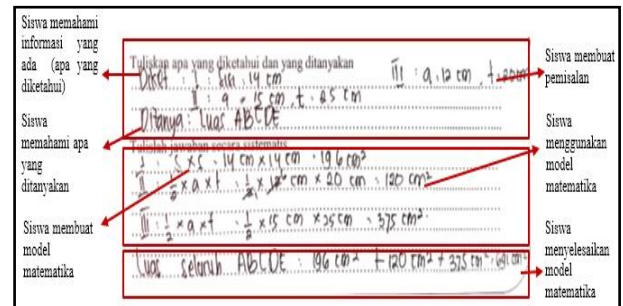 Siswa memahami
informasi yang
ada (apa yang
diketahui)
Siswa
memahami apa
yang
ditanyakan
Siswa membuat
model
matematika
Tuliskan apa yang diketahui dan yang ditanyakan
Diket : I : Sisi : 14 cm III : a. 12 cm, t. 20cm
II : a = 15 cm, t. 25 cm
Ditanya : Luas ABCDE
Tulislah jawaban secara sistematis
I S x S = 14 cm x 14 cm = 196 cm²
II 1/2 x a x t = 1/2 x 12 cm x 20 cm = 120 cm²
III : 1/2 x a x t = 1/2 x 15 cm x 25 cm = 375 cm²
Luas seluruh ABCDE : 196 cm² + 120 cm² + 375 cm² = 691 cm²
Siswa membuat
pemisalan
Siswa
menggunakan
model
matematika
Siswa
menyelesaikan
model
matematika